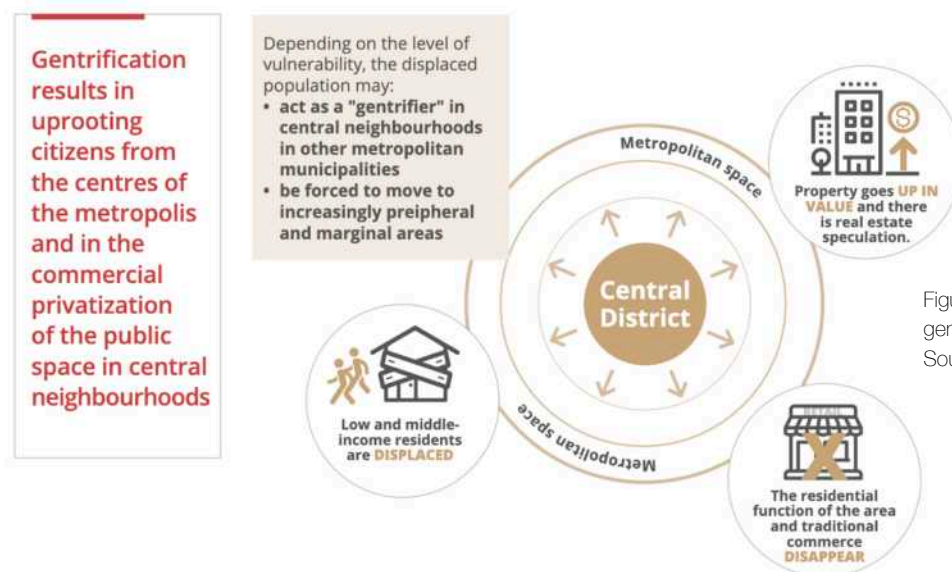 Gentrification
results in
uprooting
citizens from
the centres of
the metropolis
and in the
commercial
privatization
of the public
space in central
neighbourhoods
Depending on the level of
vulnerability, the displaced
population may:
• act as a "gentrifier" in
central neighbourhoods
in other metropolitan
municipalities
• be forced to move to
increasingly preipheral
and marginal areas
Metropolitan space
Central
District
Metropolitan space
$
Property goes UP IN
VALUE and there
is real estate
speculation.
Low and middle-
income residents
are DISPLACED
RETAIL
The residential
function of the area
and traditional
commerce
DISAPPEAR
Figu
ger
Sou